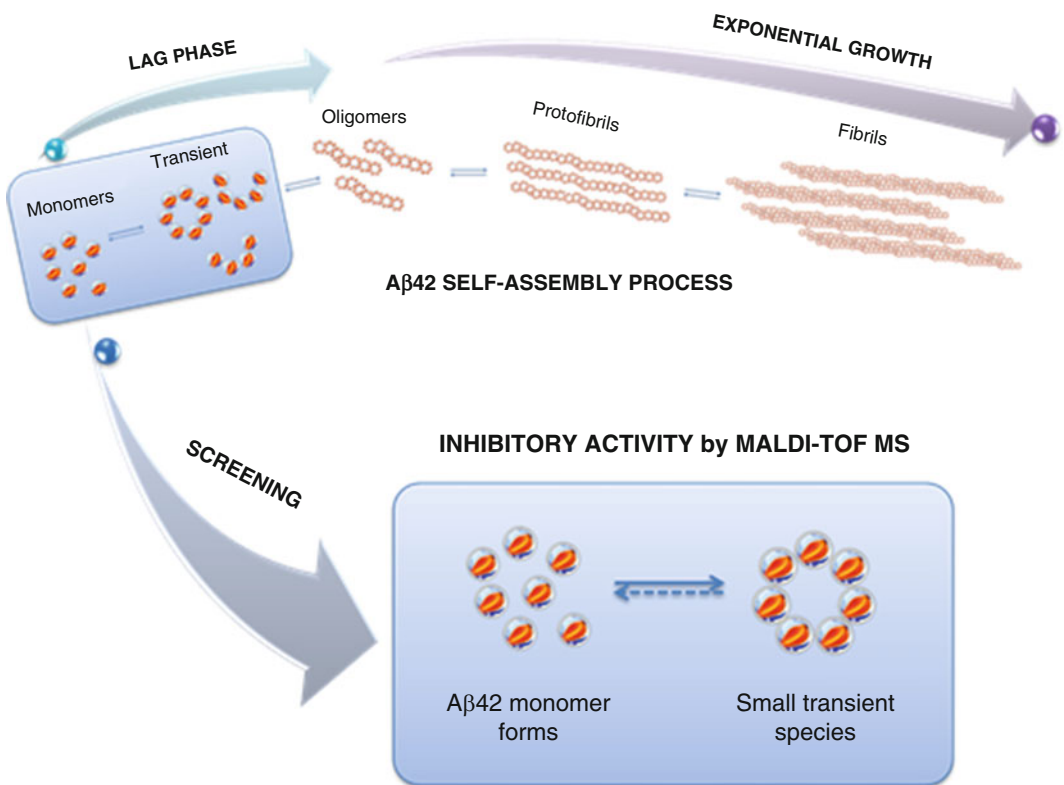 LAG PHASE
EXPONENTIAL GROWTH
Oligomers
Protofibrils
Fibrils
Transient
Monomers
Aβ42 SELF-ASSEMBLY PROCESS
SCREENING
INHIBITORY ACTIVITY by MALDI-TOF MS
Aβ42 monomer
forms
Small transient
species